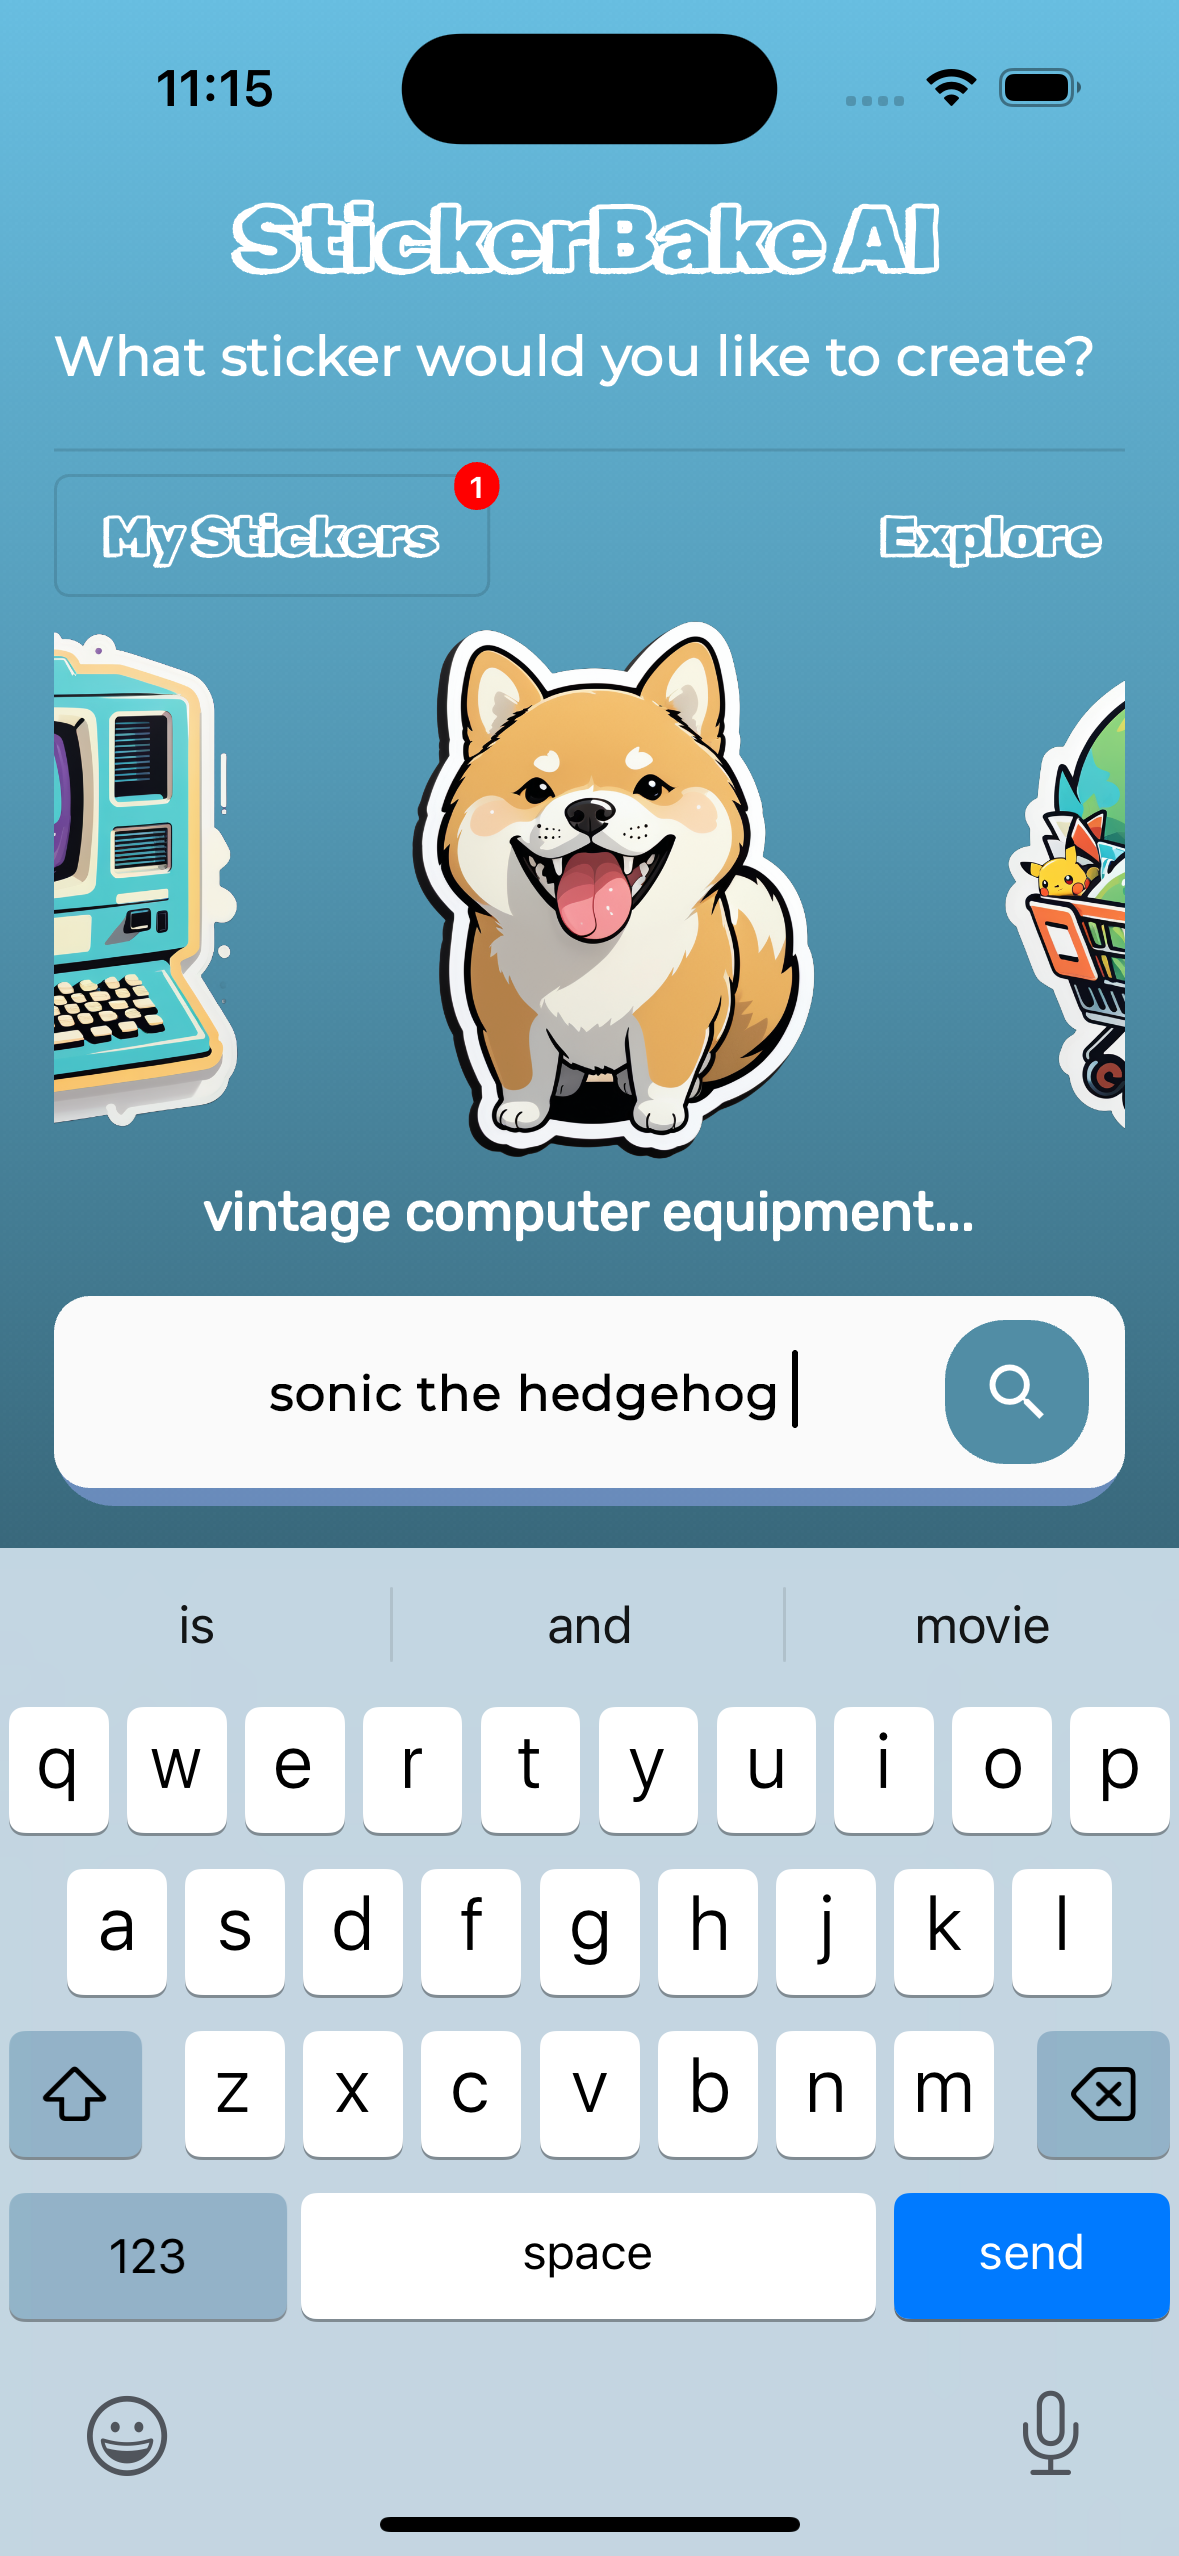 11:15
StickerBake AI
What sticker would you like to create?
My Stickers
1
Explore
vintage computer equipment...
sonic the hedgehog
is and movie
q w e r t y u i o p
a s d f g h j k l
z x c v b n m
123 space send